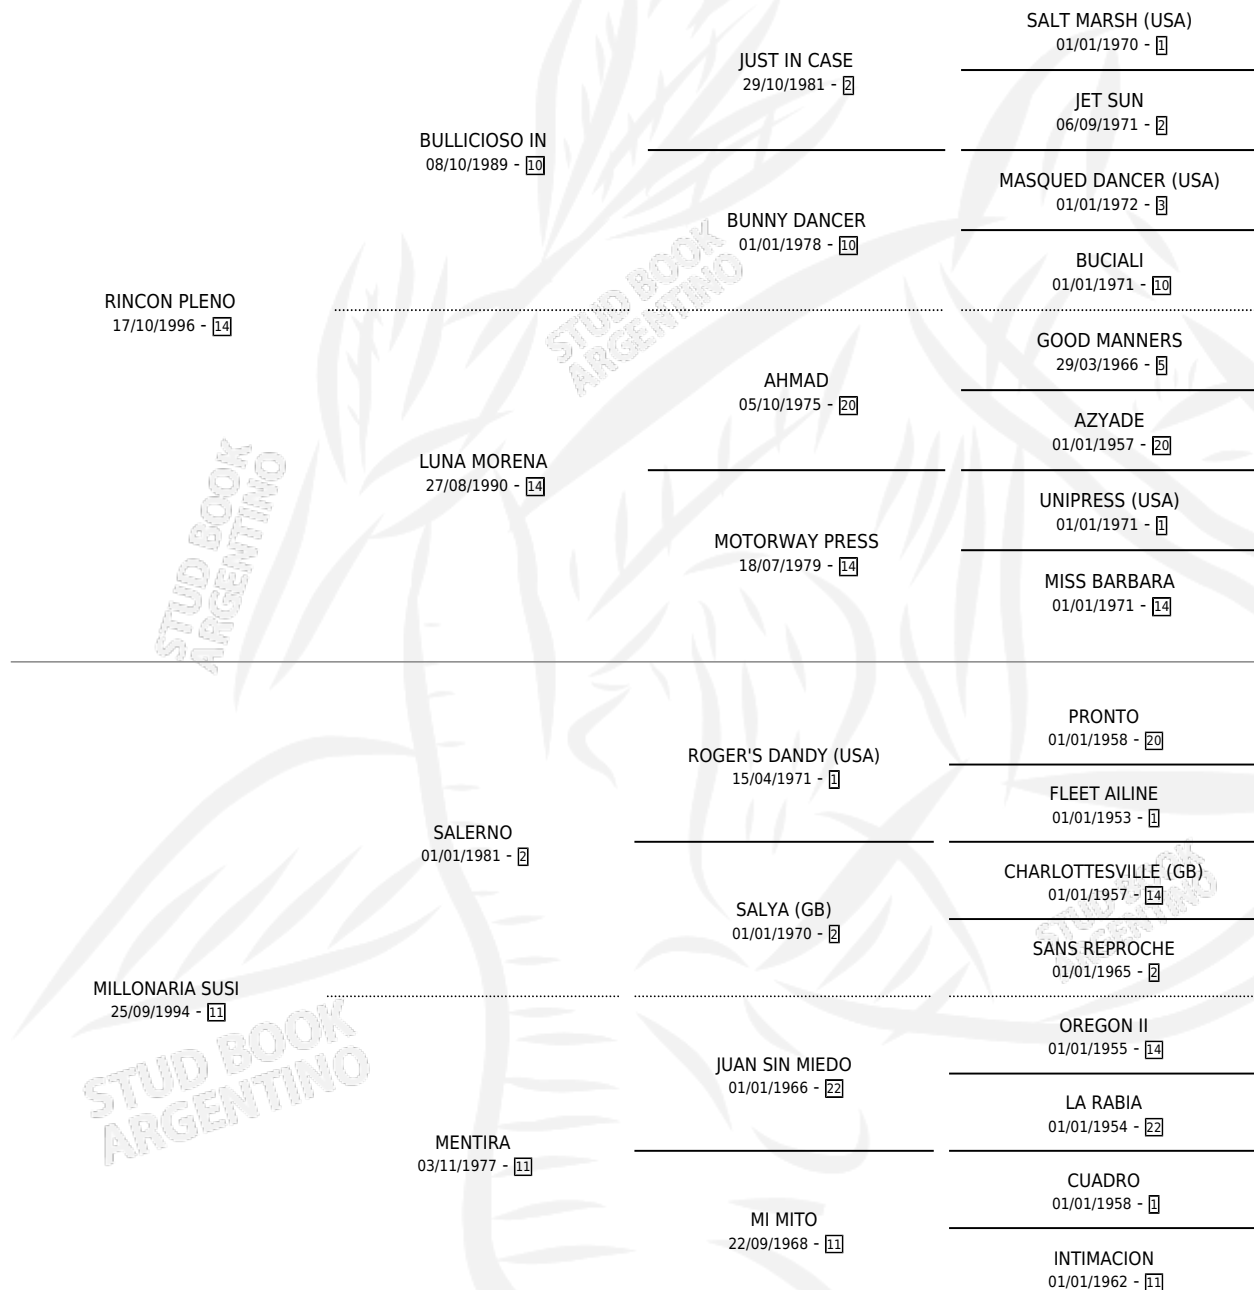 SALT MARSH (USA)
01/01/1970 - 1
JUST IN CASE
29/10/1981 - 2
JET SUN
06/09/1971 - 2
BULLICIOSO IN
08/10/1989 - 10
MASQUED DANCER (USA)
01/01/1972 - 3
BUNNY DANCER
01/01/1978 - 10
BUCIALI
01/01/1971 - 10
RINCON PLENO
17/10/1996 - 14
GOOD MANNERS
29/03/1966 - 5
AHMAD
05/10/1975 - 20
AZYADE
01/01/1957 - 20
LUNA MORENA
27/08/1990 - 14
UNIPRESS (USA)
01/01/1971 - 1
MOTORWAY PRESS
18/07/1979 - 14
MISS BARBARA
01/01/1971 - 14
STUD BOOK
ARGENTINO
STUD BOOK
ARGENTINO
PRONTO
01/01/1958 - 20
ROGER'S DANDY (USA)
15/04/1971 - 1
FLEET AILINE
01/01/1953 - 1
SALERNO
01/01/1981 - 2
CHARLOTTESVILLE (GB)
01/01/1957 - 14
SALYA (GB)
01/01/1970 - 2
SANS REPROCHE
01/01/1965 - 2
MILLONARIA SUSI
25/09/1994 - 11
OREGON II
01/01/1955 - 14
JUAN SIN MIEDO
01/01/1966 - 22
LA RABIA
01/01/1954 - 22
MENTIRA
03/11/1977 - 11
CUADRO
01/01/1958 - 1
MI MITO
22/09/1968 - 11
INTIMACION
01/01/1962 - 11
STUD BOOK
ARGENTINO
STUD BOOK
ARGENTINO